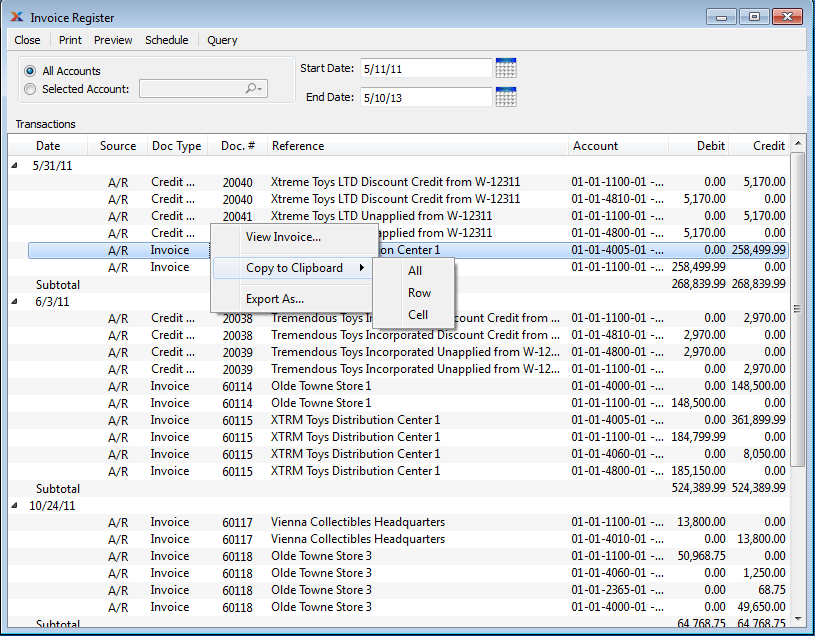 Invoice Register
Close Print Preview Schedule Query
All Accounts
Selected Account:
Start Date: 5/11/11
End Date: 5/10/13
Transactions
Date Source Doc Type Doc. # Reference Account Debit Credit
5/31/11
A/R Credit ... 20040 Xtreme Toys LTD Discount Credit from W-12311 01-01-1100-01 -... 0.00 5,170.00
A/R Credit ... 20040 Xtreme Toys LTD Discount Credit from W-12311 01-01-4810-01 -... 5,170.00 0.00
A/R Credit ... 20041 Xtreme Toys LTD Unapplied from W-12311 01-01-1100-01 -... 0.00 5,170.00
A/R Credit ... applied from W-12311 01-01-4800-01 -... 5,170.00 0.00
A/R Invoice on Center 1 01-01-4005-01 -... 0.00 258,499.99
A/R Invoice 01-01-1100-01 -... 258,499.99 0.00
View Invoice...
Copy to Clipboard
Export As...
All
Row
Cell
Subtotal 268,839.99 268,839.99
6/3/11
A/R Credit ... 20038 Tremendous Toys Incorporated Discount Credit from ... 01-01-1100-01 -... 0.00 2,970.00
A/R Credit ... 20038 Tremendous Toys Incorporated Discount Credit from ... 01-01-4810-01 -... 2,970.00 0.00
A/R Credit ... 20039 Tremendous Toys Incorporated Unapplied from W-12... 01-01-4800-01 -... 2,970.00 0.00
A/R Credit ... 20039 Tremendous Toys Incorporated Unapplied from W-12... 01-01-1100-01 -... 0.00 2,970.00
A/R Invoice 60114 Olde Towne Store 1 01-01-4000-01 -... 0.00 148,500.00
A/R Invoice 60114 Olde Towne Store 1 01-01-1100-01 -... 148,500.00 0.00
A/R Invoice 60115 XTRM Toys Distribution Center 1 01-01-4005-01 -... 0.00 361,899.99
A/R Invoice 60115 XTRM Toys Distribution Center 1 01-01-1100-01 -... 184,799.99 0.00
A/R Invoice 60115 XTRM Toys Distribution Center 1 01-01-4060-01 -... 0.00 8,050.00
A/R Invoice 60115 XTRM Toys Distribution Center 1 01-01-4800-01 -... 185,150.00 0.00
Subtotal 524,389.99 524,389.99
10/24/11
A/R Invoice 60117 Vienna Collectibles Headquarters 01-01-1100-01 -... 13,800.00 0.00
A/R Invoice 60117 Vienna Collectibles Headquarters 01-01-4010-01 -... 0.00 13,800.00
A/R Invoice 60118 Olde Towne Store 3 01-01-1100-01 -... 50,968.75 0.00
A/R Invoice 60118 Olde Towne Store 3 01-01-4060-01 -... 0.00 1,250.00
A/R Invoice 60118 Olde Towne Store 3 01-01-2365-01 -... 0.00 68.75
A/R Invoice 60118 Olde Towne Store 3 01-01-4000-01 -... 0.00 49,650.00
Subtotal 64,768.75 64,768.75